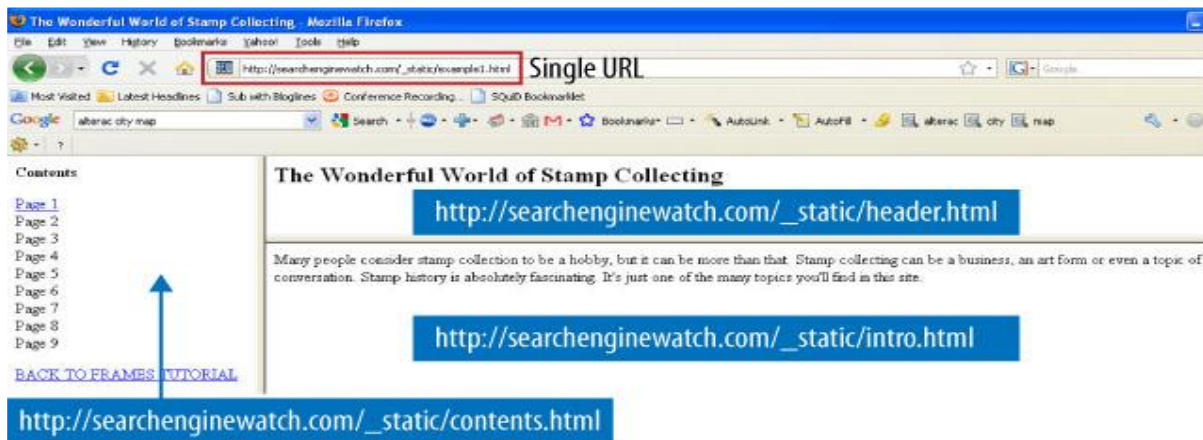 The Wonderful World of Stamp Collecting - Mozilla Firefox
File Edit View History Bookmarks Yahoo! Tools Help
http://searchenginewatch.com/_static/example1.html Single URL Google
Most Visited Latest Headlines Sub with Bloglines Conference Recording... SQuiD Bookmarklet
Google alterac city map Search Bookmarks AutoLink AutoFill alterac city map
Contents
Page 1
Page 2
Page 3
Page 4
Page 5
Page 6
Page 7
Page 8
Page 9
BACK TO FRAMES TUTORIAL
http://searchenginewatch.com/_static/contents.html
The Wonderful World of Stamp Collecting
http://searchenginewatch.com/_static/header.html
Many people consider stamp collection to be a hobby, but it can be more than that. Stamp collecting can be a business, an art form or even a topic of
conversation. Stamp history is absolutely fascinating. It's just one of the many topics you'll find in this site.
http://searchenginewatch.com/_static/intro.html